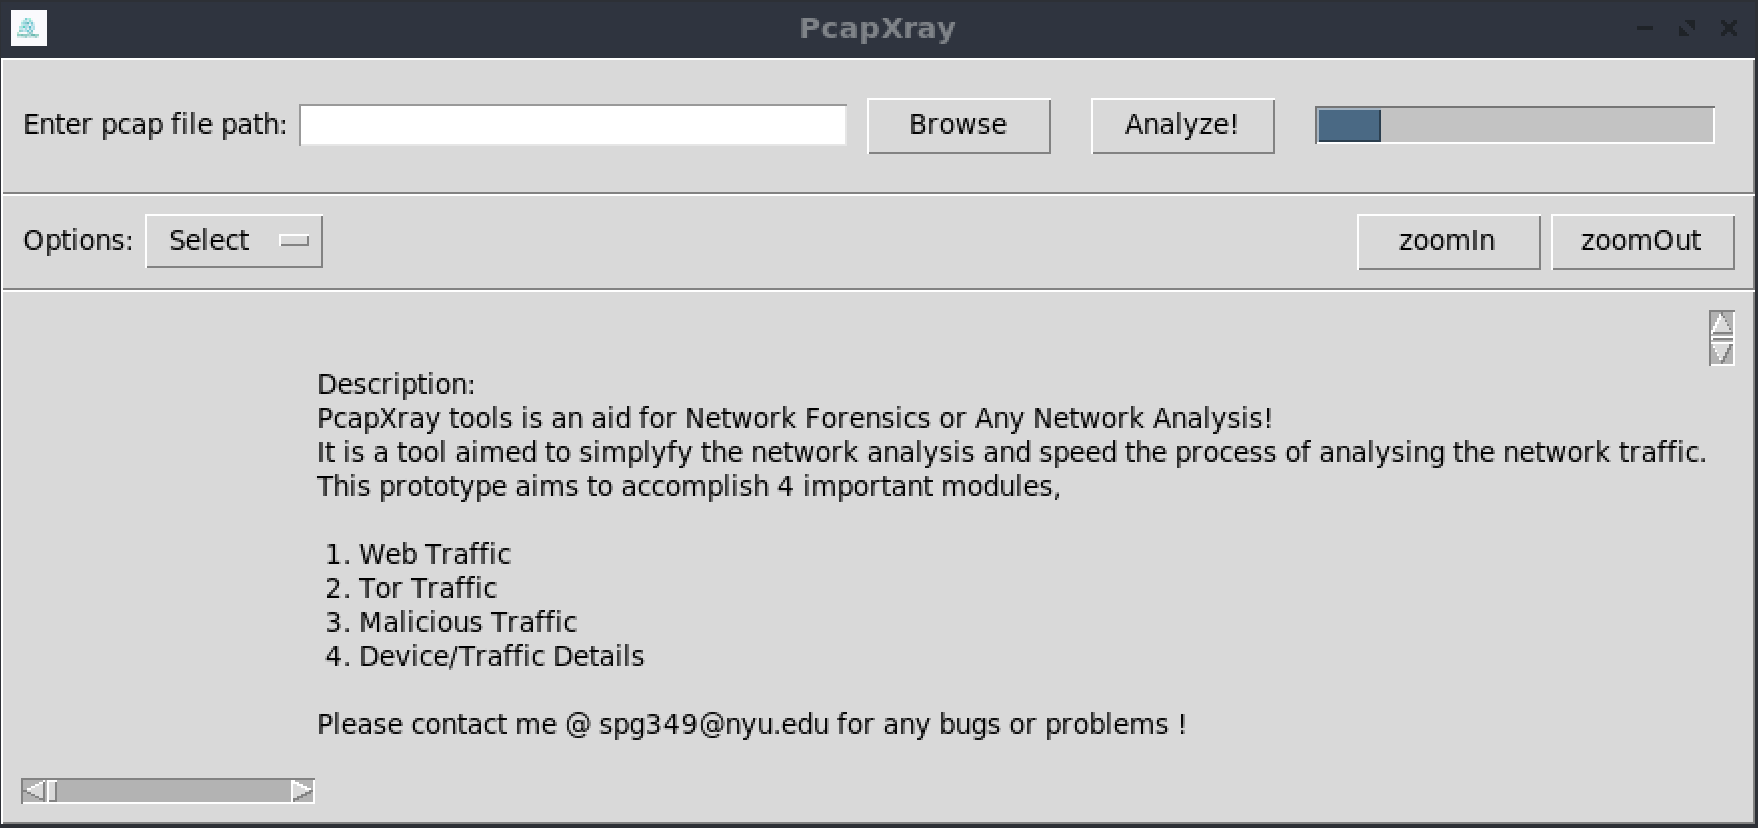 PcapXray
Enter pcap file path:
Browse
Analyze!
Options:
Select
zoomIn
zoomOut
Description:
PcapXray tools is an aid for Network Forensics or Any Network Analysis!
It is a tool aimed to simplyfy the network analysis and speed the process of analysing the network traffic.
This prototype aims to accomplish 4 important modules,
1. Web Traffic
2. Tor Traffic
3. Malicious Traffic
4. Device/Traffic Details
Please contact me @ spg349@nyu.edu for any bugs or problems !